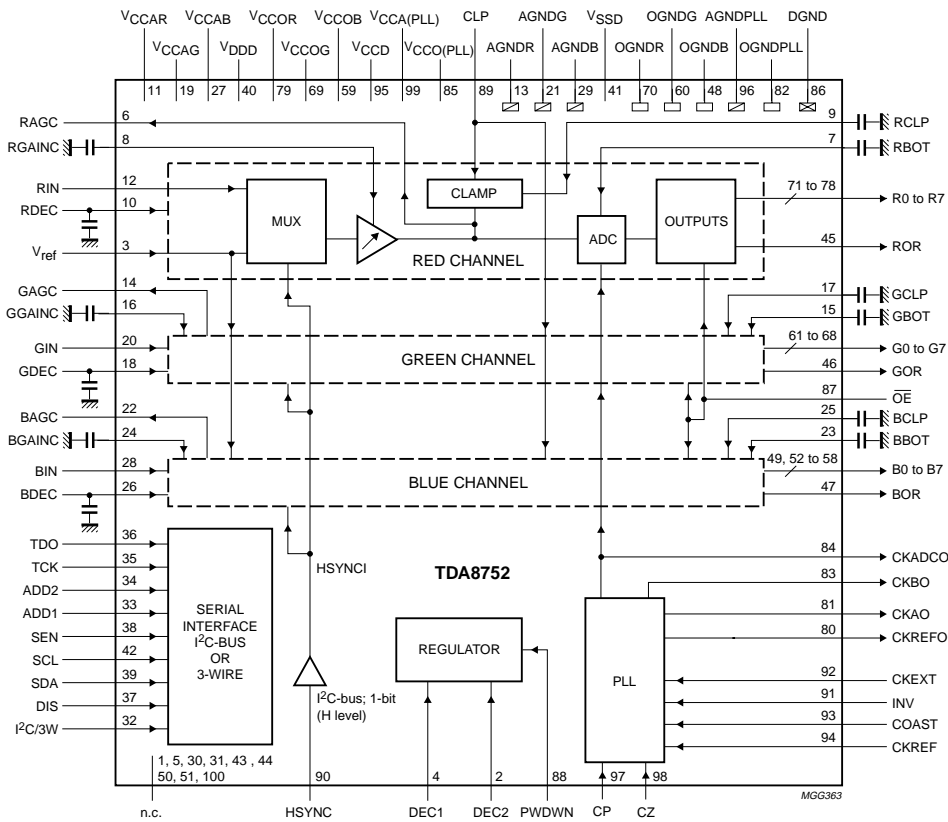 VCCAR VCCAB VCCOR VCCOB VCCA(PLL) CLP AGNDG VSSD OGNDG AGNDPLL DGND
VCCAG VDDD VCCOG VCCD VCCO(PLL) AGNDR AGNDB OGNDR OGNDB OGNDPLL
11 19 27 40 79 69 59 95 99 85 89 13 21 29 41 70 60 48 96 82 86
RAGC 6 9 RCLP
RGAINC 8 7 RBOT
RIN 12 CLAMP 71 to 78 R0 to R7
RDEC 10 MUX ADC OUTPUTS
Vref 3 45 ROR
RED CHANNEL
GAGC 14 17 GCLP
GGAINC 16 15 GBOT
GIN 20 61 to 68 G0 to G7
GREEN CHANNEL
GDEC 18 46 GOR
87 OE
BAGC 22 25 BCLP
BGAINC 24 23 BBOT
BIN 28 49, 52 to 58 B0 to B7
BLUE CHANNEL
BDEC 26 47 BOR
TDO 36
TCK 35 HSYNCI TDA8752 84 CKADCO
ADD2 34 83 CKBO
ADD1 33 81 CKAO
SEN 38 80 CKREFO
SCL 42 92 CKEXT
SDA 39 91 INV
DIS 37 93 COAST
I2C/3W 32 94 CKREF
SERIAL
INTERFACE
I2C-BUS
OR
3-WIRE
REGULATOR
PLL
I2C-bus; 1-bit
(H level)
1, 5, 30, 31, 43 , 44
50, 51, 100
90 4 2 88 97 98
MGG363
n.c. HSYNC DEC1 DEC2 PWDWN CP CZ